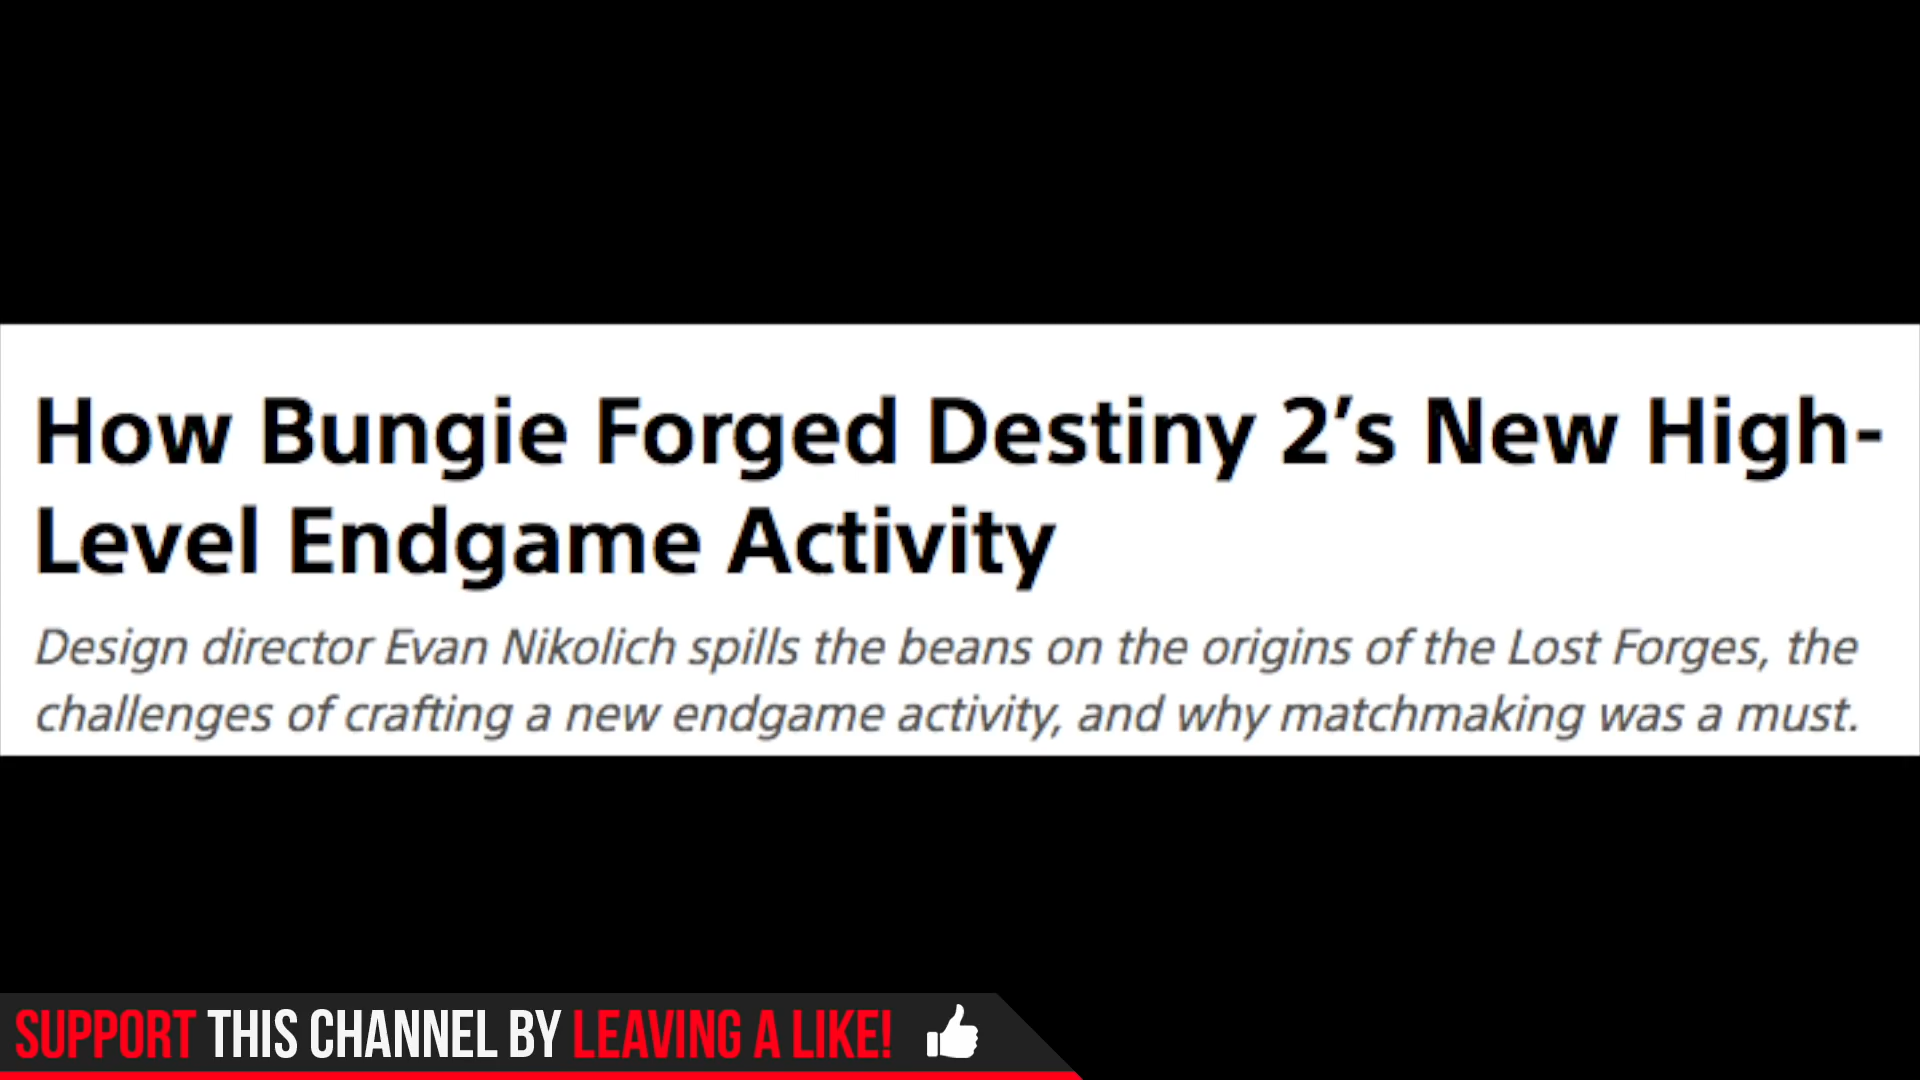 How Bungie Forged Destiny 2’s New High-
Level Endgame Activity
Design director Evan Nikolich spills the beans on the origins of the Lost Forges, the
challenges of crafting a new endgame activity, and why matchmaking was a must.
SUPPORT THIS CHANNEL BY LEAVING A LIKE!